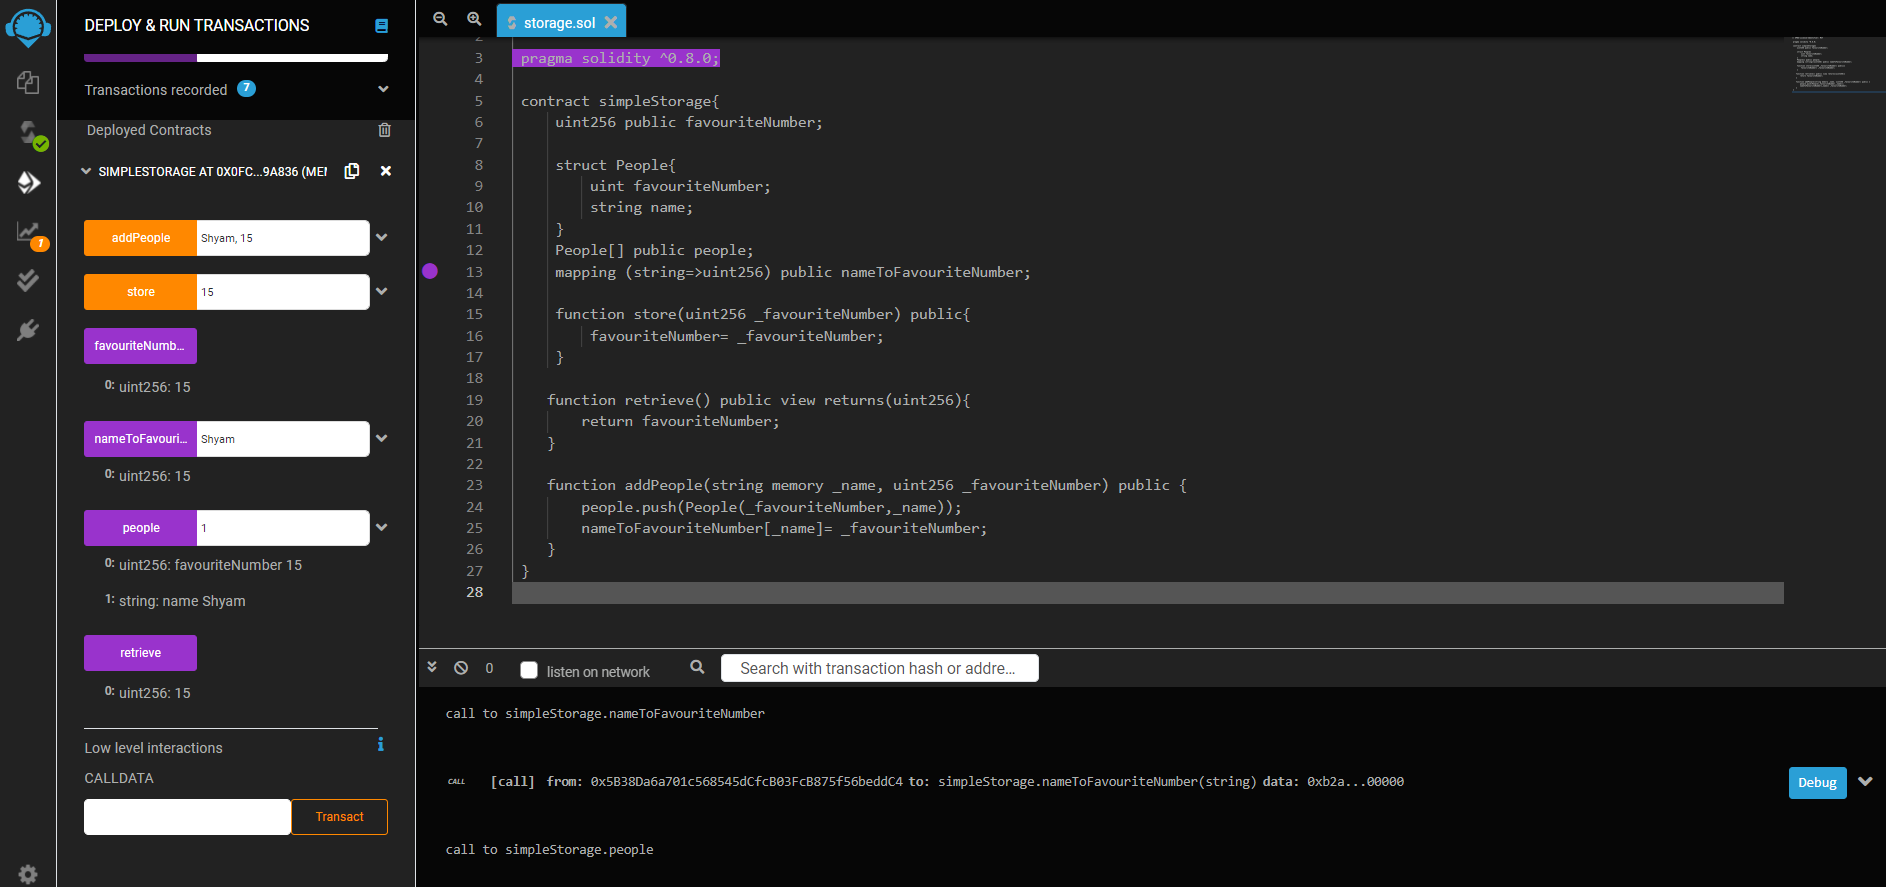 DEPLOY & RUN TRANSACTIONS
Transactions recorded 7
Deployed Contracts
SIMPLESTORAGE AT 0X0FC...9A836 (MEM
1
addPeople Shyam, 15
store 15
favouriteNumb...
0: uint256: 15
nameToFavouri... Shyam
0: uint256: 15
people 1
0: uint256: favouriteNumber 15
1: string: name Shyam
retrieve
0: uint256: 15
Low level interactions
CALLDATA
Transact
storage.sol
2
3 pragma solidity ^0.8.0;
4
5 contract simpleStorage{
6 uint256 public favouriteNumber;
7
8 struct People{
9 uint favouriteNumber;
10 string name;
11 }
12 People[] public people;
13 mapping (string=>uint256) public nameToFavouriteNumber;
14
15 function store(uint256 _favouriteNumber) public{
16 favouriteNumber= _favouriteNumber;
17 }
18
19 function retrieve() public view returns(uint256){
20 return favouriteNumber;
21 }
22
23 function addPeople(string memory _name, uint256 _favouriteNumber) public {
24 people.push(People(_favouriteNumber,_name));
25 nameToFavouriteNumber[_name]= _favouriteNumber;
26 }
27 }
28
0 listen on network Search with transaction hash or addre...
call to simpleStorage.nameToFavouriteNumber
CALL [call] from: 0x5B38Da6a701c568545dCfcB03FcB875f56beddC4 to: simpleStorage.nameToFavouriteNumber(string) data: 0xb2a...00000
Debug
call to simpleStorage.people